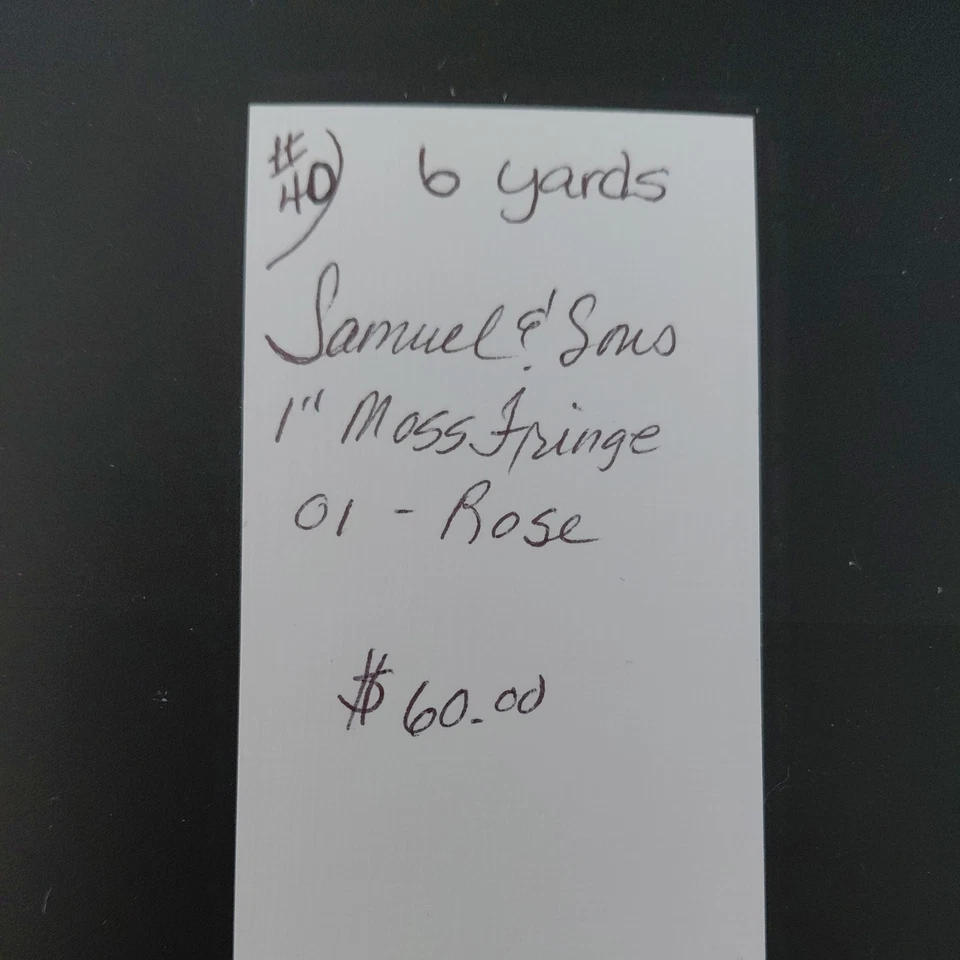 #40) 6 yards
Samuel & Sons
1" Moss Fringe
01 - Rose
$60.00